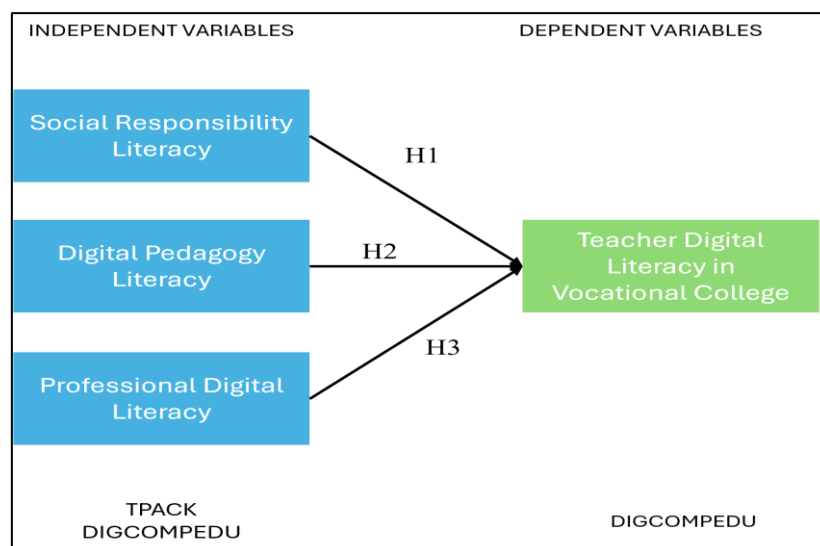 INDEPENDENT VARIABLES
DEPENDENT VARIABLES
Social Responsibility
Literacy
H1
Digital Pedagogy
Literacy
H2
Teacher Digital
Literacy in
Vocational College
H3
Professional Digital
Literacy
TPACK
DIGCOMPEDU
DIGCOMPEDU